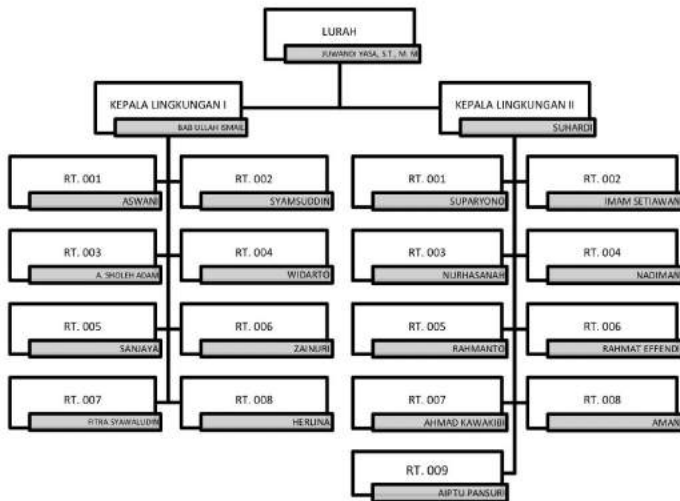 LURAH
JUWANDI YASA, S.T., M. M
KEPALA LINGKUNGAN I
BAB ULLAH ISMAIL
KEPALA LINGKUNGAN II
SUHARDI
RT. 001
ASWANI
RT. 002
SYAMSUDDIN
RT. 001
SUPARYONO
RT. 002
IMAM SETIAWAN
RT. 003
A. SHOLEH ADAM
RT. 004
WIDARTO
RT. 003
NURHASANAH
RT. 004
NADIMAN
RT. 005
SANJAYA
RT. 006
ZAINURI
RT. 005
RAHMANTO
RT. 006
RAHMAT EFFENDI
RT. 007
FITRA SYAWALUDIN
RT. 008
HERLINA
RT. 007
AHMAD KAWAKIBI
RT. 008
AMAN
RT. 009
AIPTU PANSURI